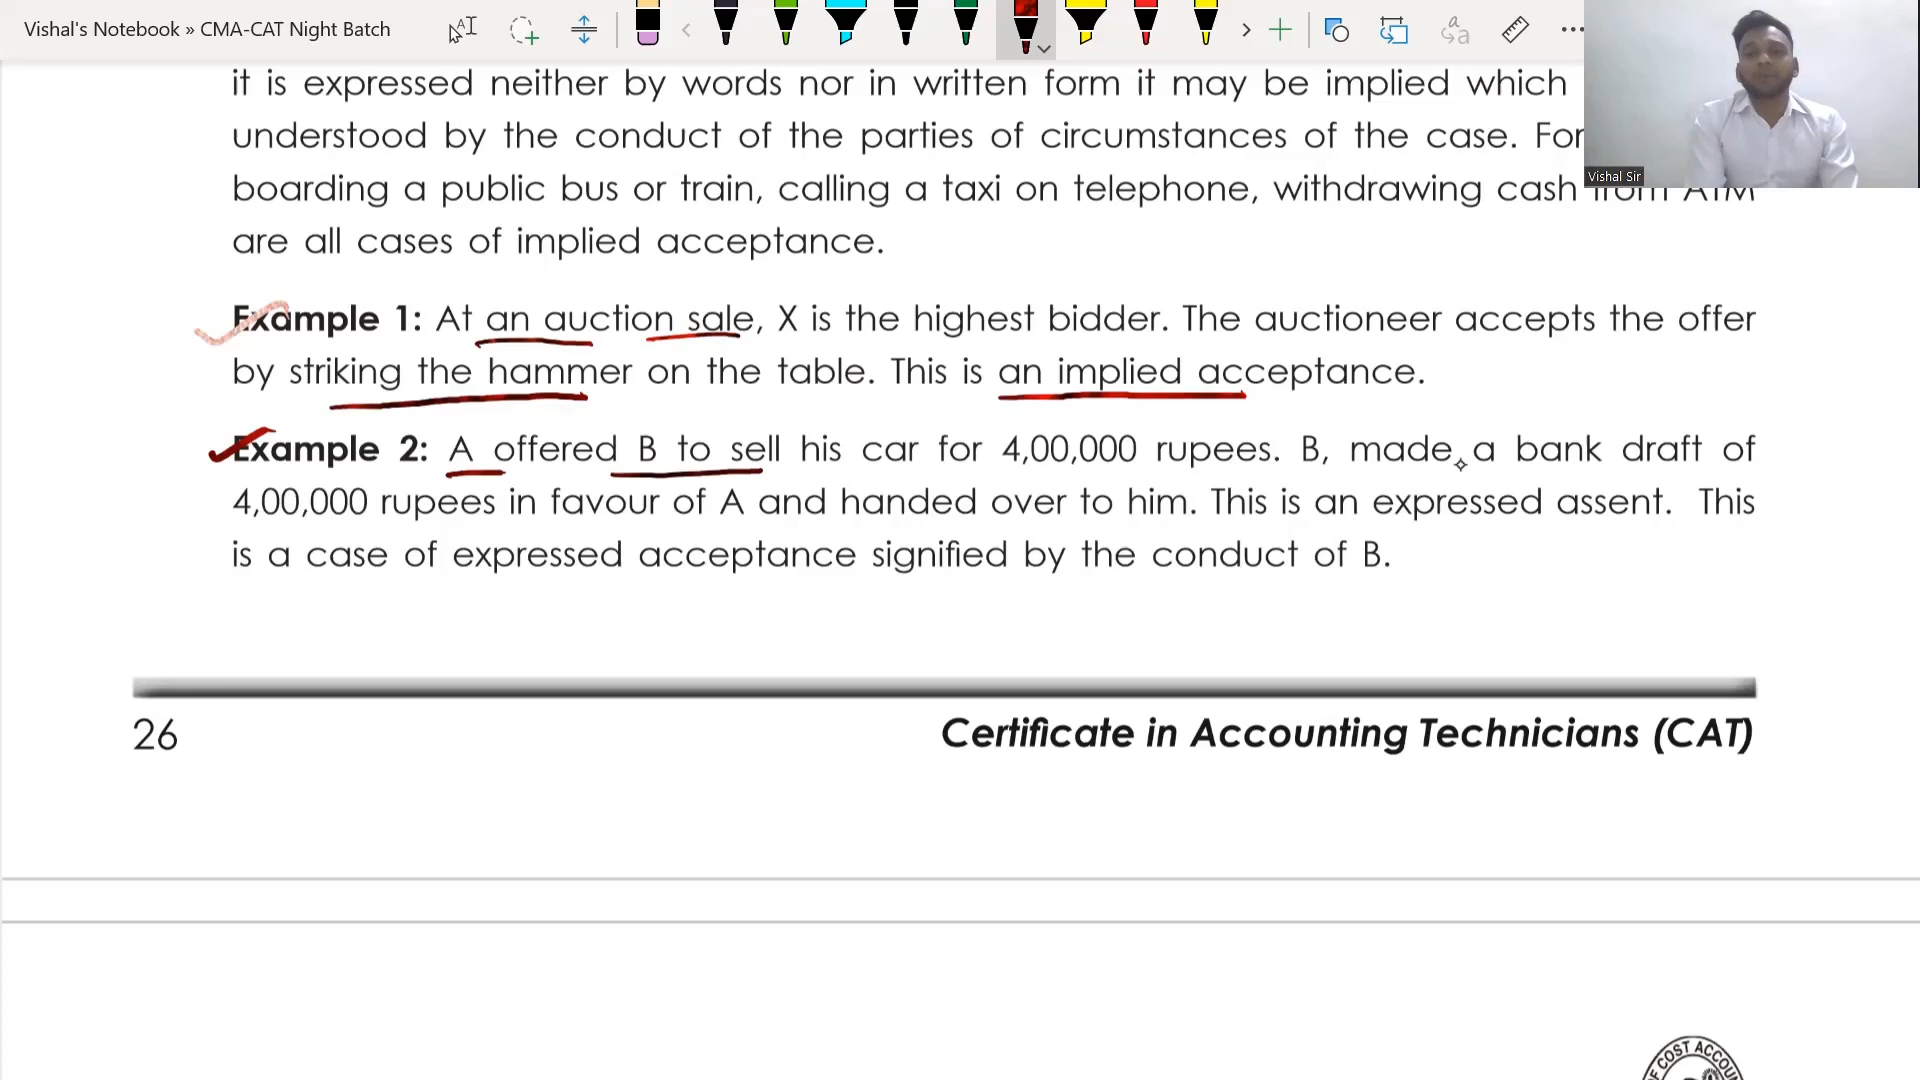 Vishal's Notebook » CMA-CAT Night Batch
Vishal Sir
it is expressed neither by words nor in written form it may be implied which
understood by the conduct of the parties of circumstances of the case. For
boarding a public bus or train, calling a taxi on telephone, withdrawing cash from ATM
are all cases of implied acceptance.
Example 1: At an auction sale, X is the highest bidder. The auctioneer accepts the offer
by striking the hammer on the table. This is an implied acceptance.
Example 2: A offered B to sell his car for 4,00,000 rupees. B, made a bank draft of
4,00,000 rupees in favour of A and handed over to him. This is an expressed assent. This
is a case of expressed acceptance signified by the conduct of B.
26
Certificate in Accounting Technicians (CAT)